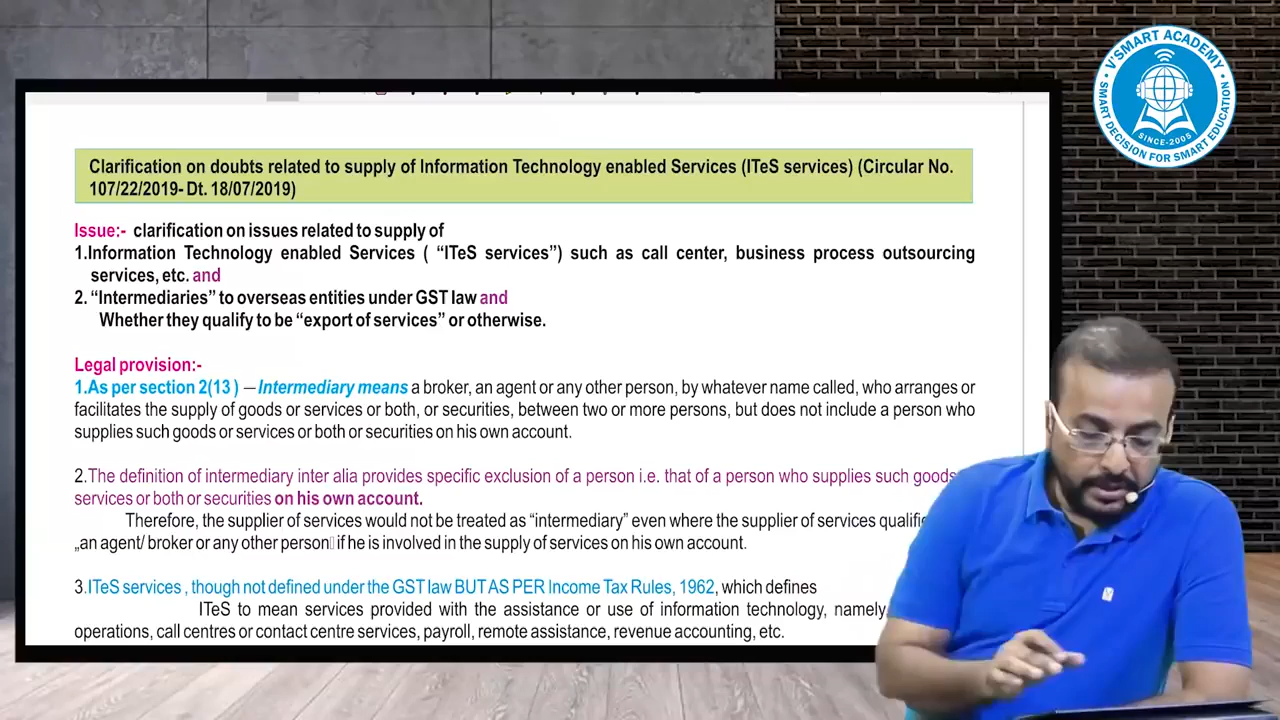 V'SMART ACADEMY
SMART DECISION FOR SMART EDUCATION
SINCE-2005
Clarification on doubts related to supply of Information Technology enabled Services (ITeS services) (Circular No.
107/22/2019- Dt. 18/07/2019)
Issue:- clarification on issues related to supply of
1.Information Technology enabled Services ( “ITeS services”) such as call center, business process outsourcing
services, etc. and
2. “Intermediaries” to overseas entities under GST law and
Whether they qualify to be “export of services” or otherwise.
Legal provision:-
1.As per section 2(13 ) – Intermediary means a broker, an agent or any other person, by whatever name called, who arranges or
facilitates the supply of goods or services or both, or securities, between two or more persons, but does not include a person who
supplies such goods or services or both or securities on his own account.
2.The definition of intermediary inter alia provides specific exclusion of a person i.e. that of a person who supplies such goods
services or both or securities on his own account.
Therefore, the supplier of services would not be treated as “intermediary” even where the supplier of services
„an agent/ broker or any other person if he is involved in the supply of services on his own account.
3.ITeS services , though not defined under the GST law BUT AS PER Income Tax Rules, 1962, which defines
ITeS to mean services provided with the assistance or use of information technology, namely,
operations, call centres or contact centre services, payroll, remote assistance, revenue accounting, etc.